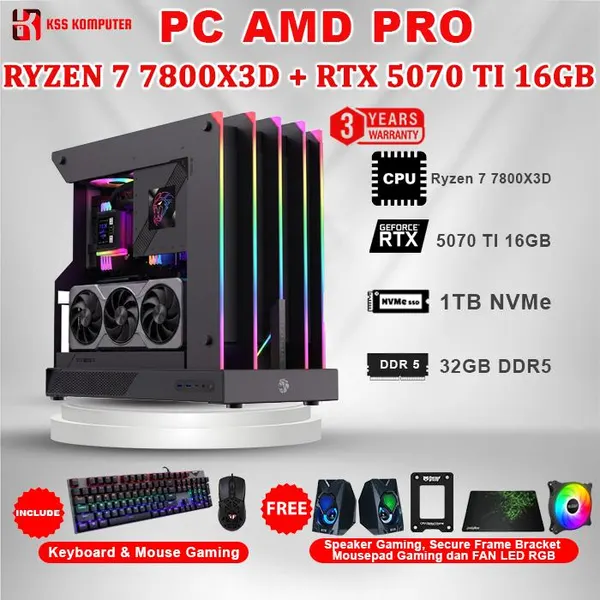 KSS KOMPUTER
PC AMD PRO
RYZEN 7 7800X3D + RTX 5070 TI 16GB
3 YEARS
WARRANTY
CPU
Ryzen 7 7800X3D
GEFORCE
RTX
5070 TI 16GB
NVMe SSD
1TB NVMe
DDR 5
32GB DDR5
INCLUDE
Keyboard & Mouse Gaming
FREE
Speaker Gaming, Secure Frame Bracket
Mousepad Gaming dan FAN LED RGB